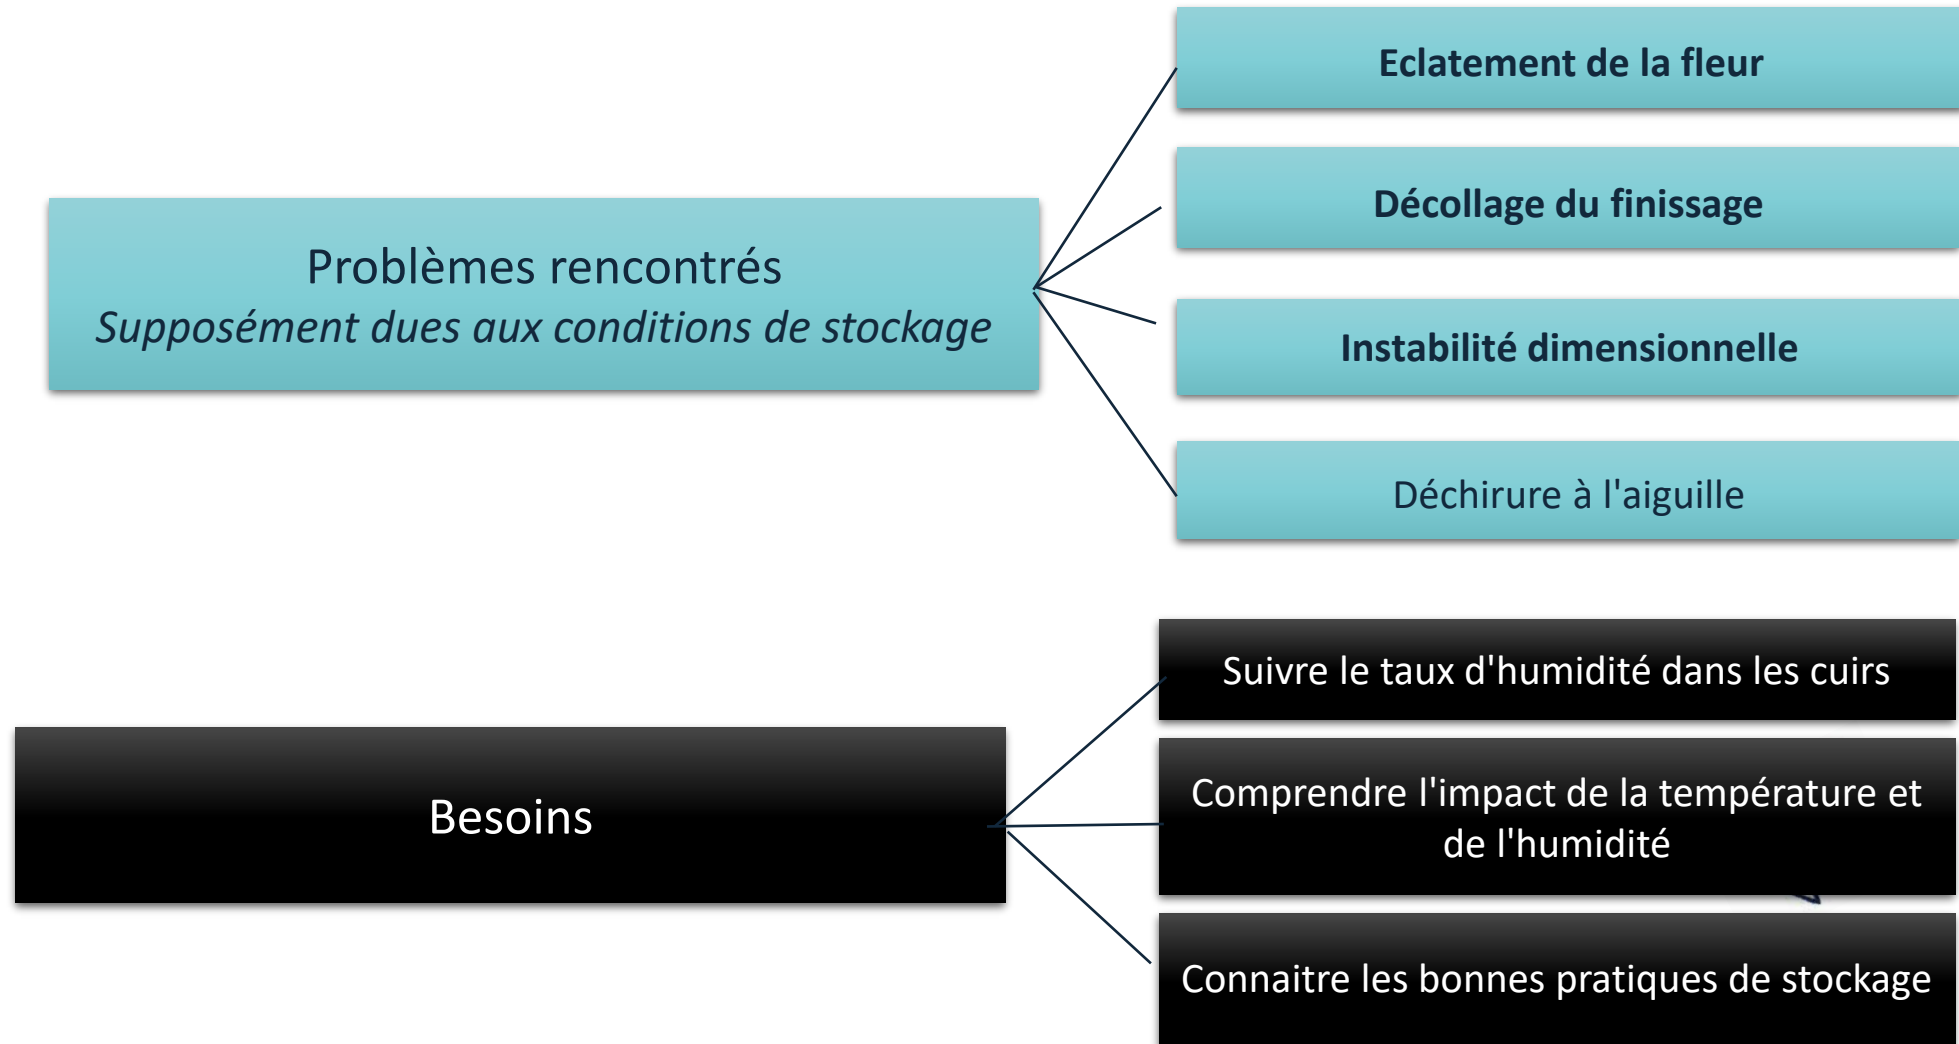 Problèmes rencontrés
Supposément dues aux conditions de stockage
Eclatement de la fleur
Décollage du finissage
Instabilité dimensionnelle
Déchirure à l'aiguille
Besoins
Suivre le taux d'humidité dans les cuirs
Comprendre l'impact de la température et
de l'humidité
Connaitre les bonnes pratiques de stockage